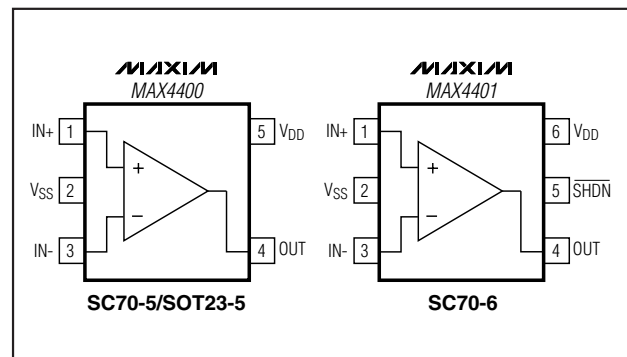 MAXIM
MAX4400
IN+ 1
5 VDD
VSS 2
IN- 3
4 OUT
+
−
SC70-5/SOT23-5
MAXIM
MAX4401
IN+ 1
6 VDD
VSS 2
5 SHDN
IN- 3
4 OUT
+
−
SC70-6